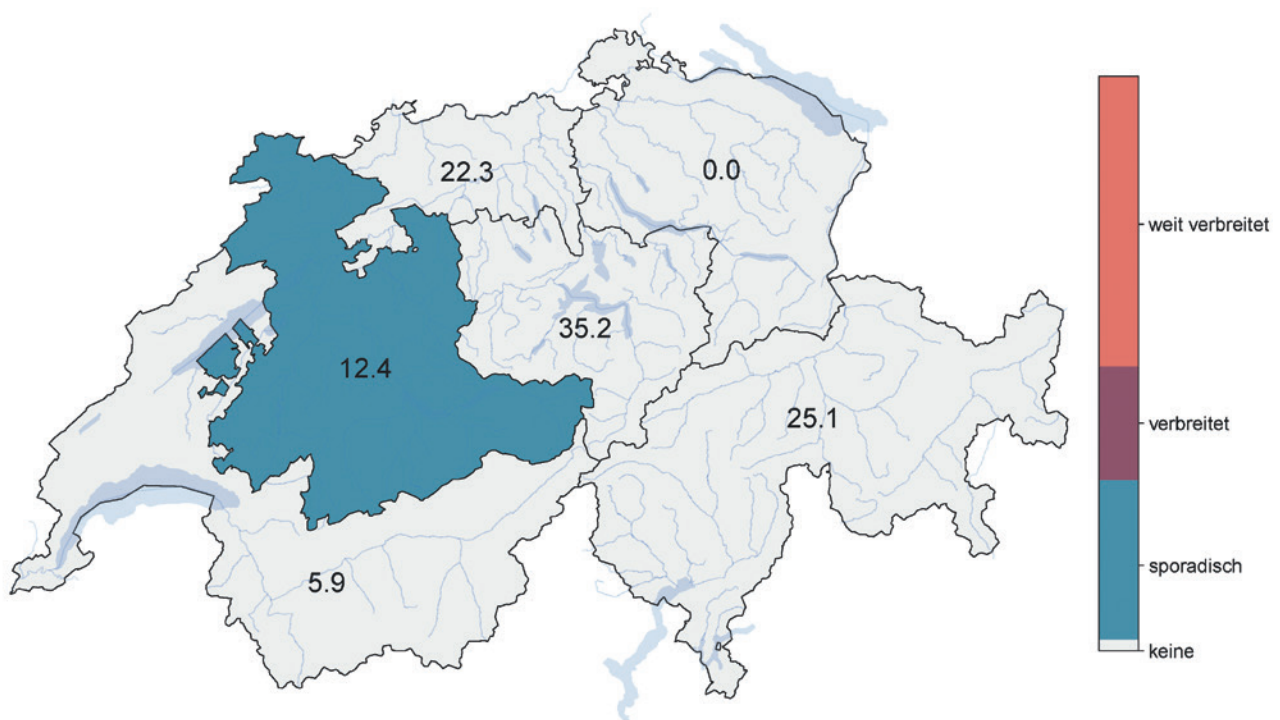 22.3
0.0
35.2
12.4
25.1
5.9
weit verbreitet
verbreitet
sporadisch
keine